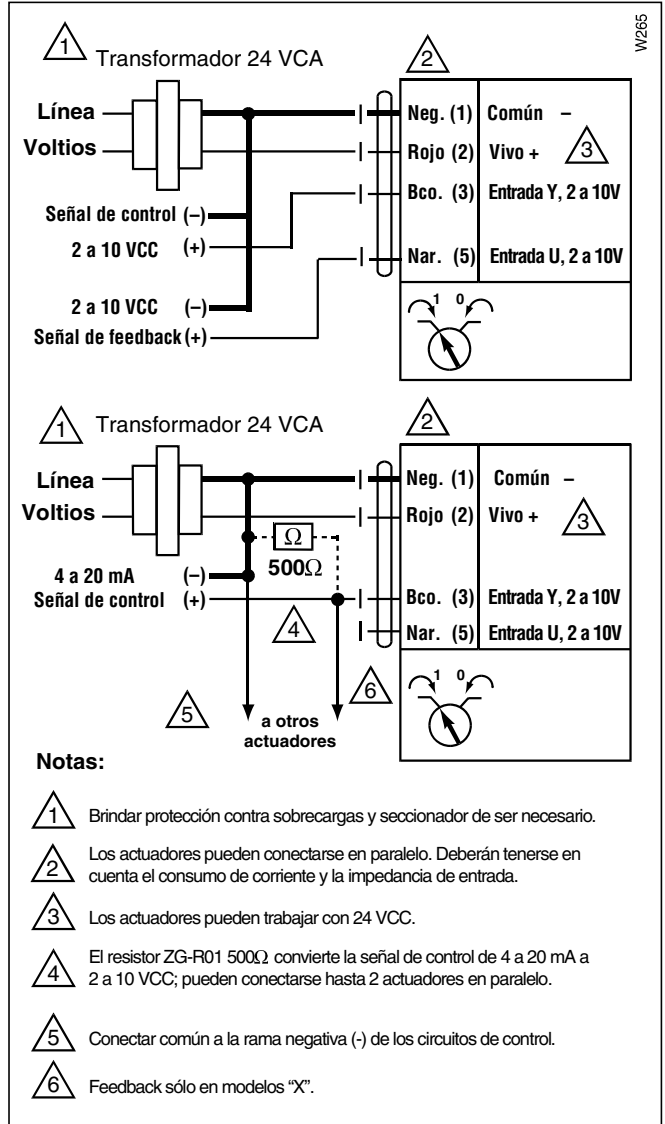 W265
1
Transformador 24 VCA
2
Línea
Voltios
Neg. (1) Común –
Rojo (2) Vivo + 3
Bco. (3) Entrada Y, 2 a 10V
Nar. (5) Entrada U, 2 a 10V
Señal de control (–)
2 a 10 VCC (+)
2 a 10 VCC (–)
Señal de feedback (+)
1 0
1
Transformador 24 VCA
2
Línea
Voltios
Neg. (1) Común –
Rojo (2) Vivo + 3
Ω
500Ω
4 a 20 mA (–)
Señal de control (+)
Bco. (3) Entrada Y, 2 a 10V
Nar. (5) Entrada U, 2 a 10V
4
5
6
a otros
actuadores
1 0
Notas:
1 Brindar protección contra sobrecargas y seccionador de ser necesario.
2 Los actuadores pueden conectarse en paralelo. Deberán tenerse en
cuenta el consumo de corriente y la impedancia de entrada.
3 Los actuadores pueden trabajar con 24 VCC.
4 El resistor ZG-R01 500Ω convierte la señal de control de 4 a 20 mA a
2 a 10 VCC; pueden conectarse hasta 2 actuadores en paralelo.
5 Conectar común a la rama negativa (-) de los circuitos de control.
6 Feedback sólo en modelos “X”.